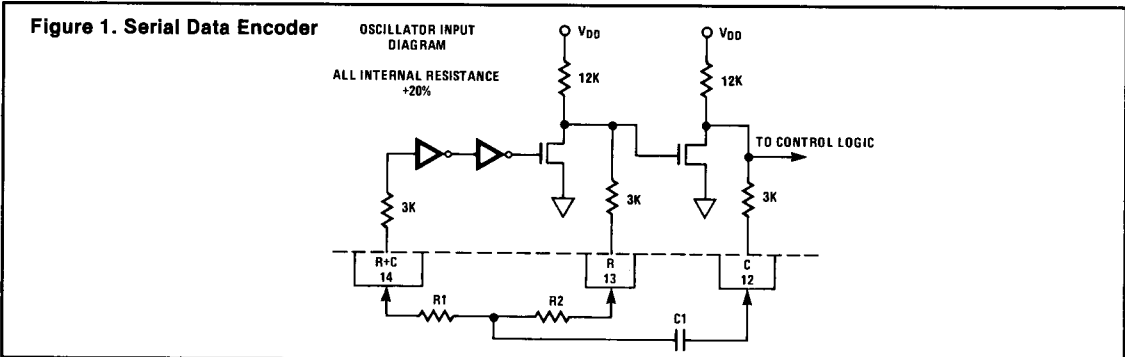 Figure 1. Serial Data Encoder
OSCILLATOR INPUT
DIAGRAM
ALL INTERNAL RESISTANCE
+20%
VDD
VDD
12K
12K
TO CONTROL LOGIC
3K
3K
3K
R+C
14
R
13
C
12
R1
R2
C1